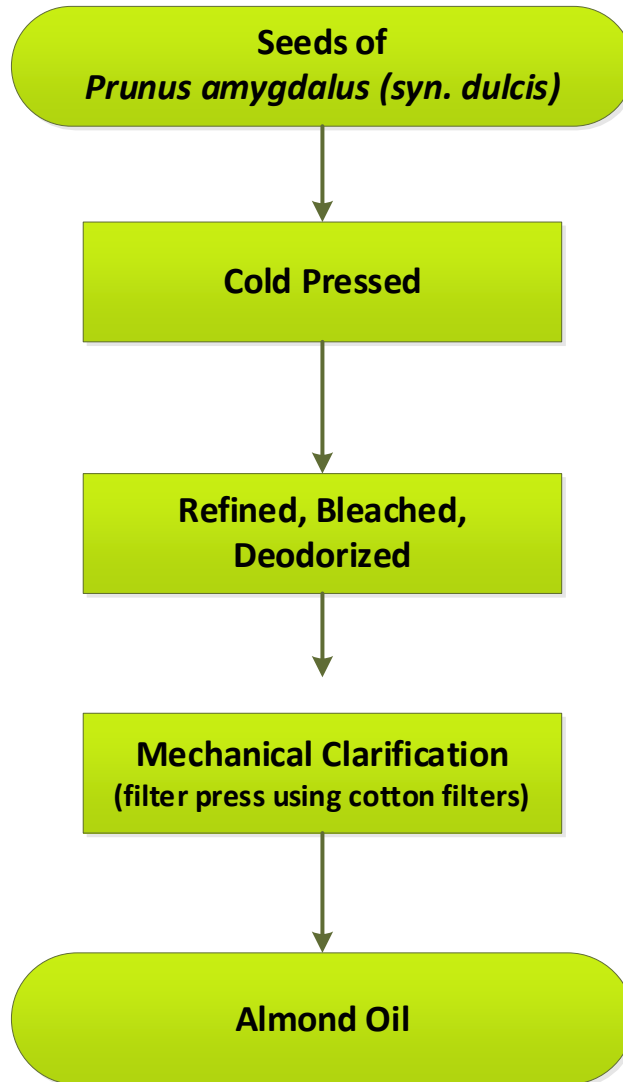 Seeds of
Prunus amygdalus (syn. dulcis)
Cold Pressed
Refined, Bleached,
Deodorized
Mechanical Clarification
(filter press using cotton filters)
Almond Oil